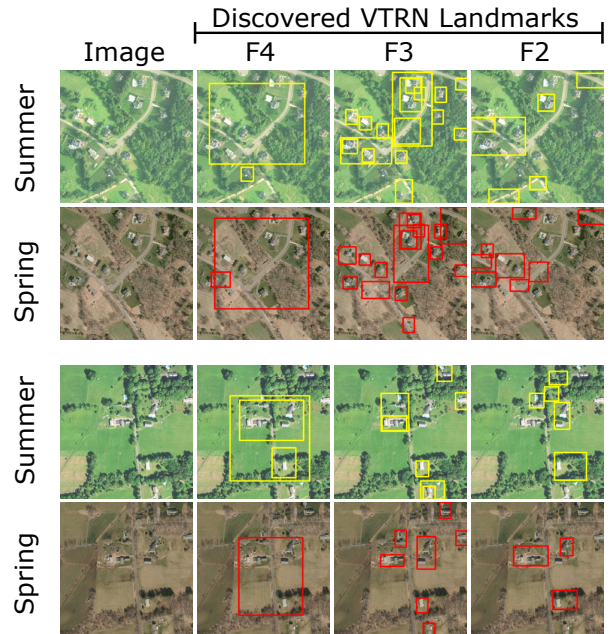 Discovered VTRN Landmarks
Image F4 F3 F2
Summer
Spring
Summer
Spring